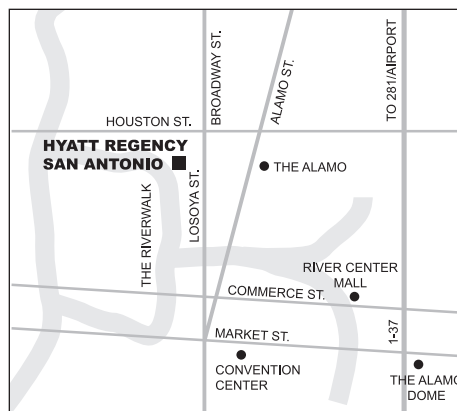 BROADWAY ST.
ALAMO ST.
TO 281/AIRPORT
HOUSTON ST.
HYATT REGENCY
SAN ANTONIO
THE ALAMO
THE RIVERWALK
LOSOYA ST.
RIVER CENTER
MALL
COMMERCE ST.
MARKET ST.
1-37
CONVENTION
CENTER
THE ALAMO
DOME